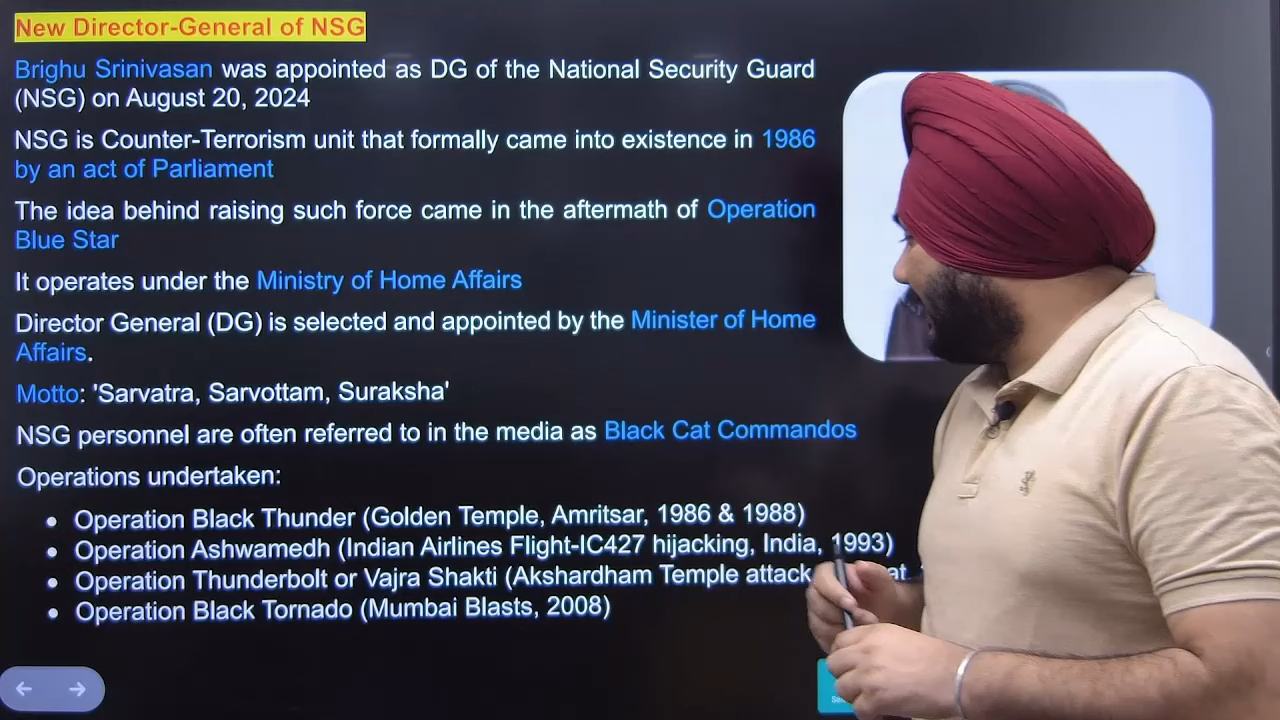 New Director-General of NSG
Brighu Srinivasan was appointed as DG of the National Security Guard
(NSG) on August 20, 2024
NSG is Counter-Terrorism unit that formally came into existence in 1986
by an act of Parliament
The idea behind raising such force came in the aftermath of Operation
Blue Star
It operates under the Ministry of Home Affairs
Director General (DG) is selected and appointed by the Minister of Home
Affairs.
Motto: 'Sarvatra, Sarvottam, Suraksha'
NSG personnel are often referred to in the media as Black Cat Commandos
Operations undertaken:
• Operation Black Thunder (Golden Temple, Amritsar, 1986 & 1988)
• Operation Ashwamedh (Indian Airlines Flight-IC427 hijacking, India, 1993)
• Operation Thunderbolt or Vajra Shakti (Akshardham Temple attack
• Operation Black Tornado (Mumbai Blasts, 2008)